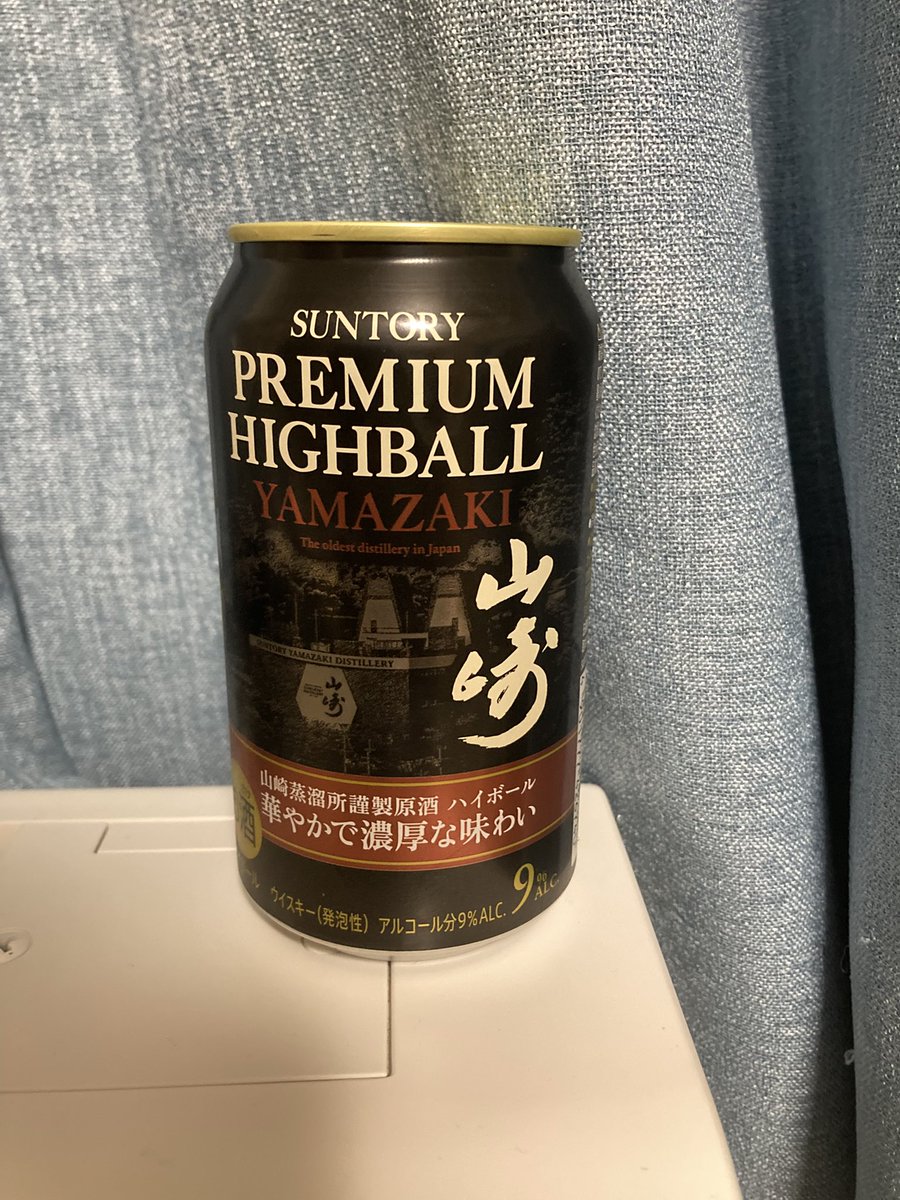 SUNTORY
PREMIUM
HIGHBALL
YAMAZAKI
The oldest distillery in Japan
山崎
SUNTORY YAMAZAKI DISTILLERY
山崎
山崎蒸溜所謹製原酒 ハイボール
華やかで濃厚な味わい
酒
ール ウイスキー(発泡性) アルコール分9%ALC.
9% ALC.